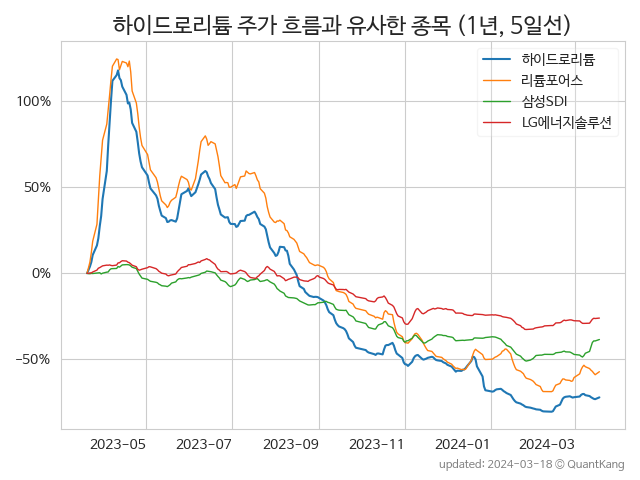 하이드로리튬 주가 흐름과 유사한 종목 (1년, 5일선)
하이드로리튬
리튬포어스
삼성SDI
LG에너지솔루션
100%
50%
0%
−50%
2023-05 2023-07 2023-09 2023-11 2024-01 2024-03
updated: 2024-03-18 © QuantKang